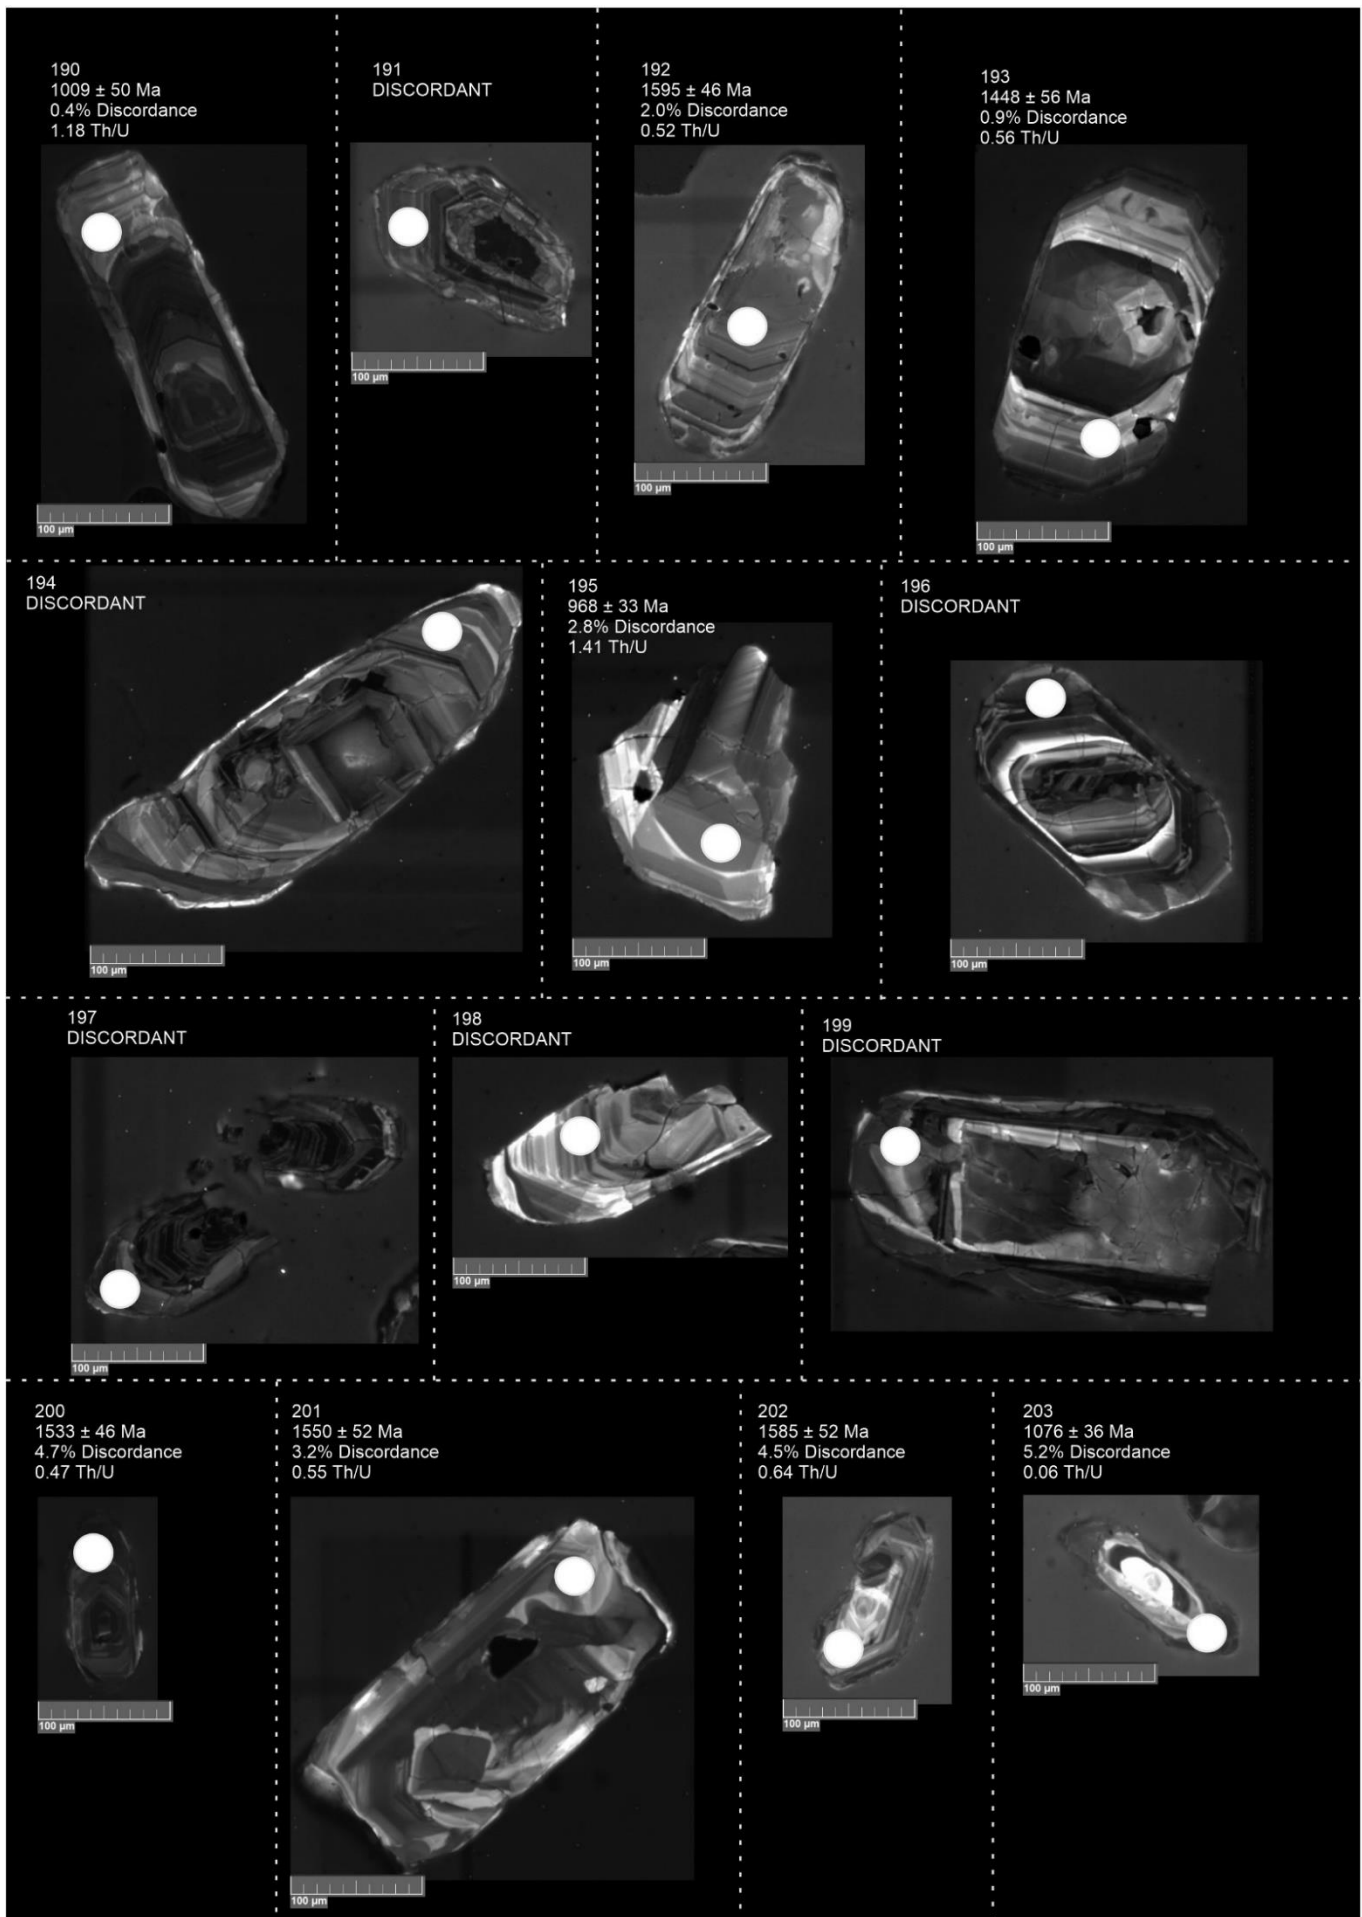 190
1009 ± 50 Ma
0.4% Discordance
1.18 Th/U
100 µm
191
DISCORDANT
100 µm
192
1595 ± 46 Ma
2.0% Discordance
0.52 Th/U
100 µm
193
1448 ± 56 Ma
0.9% Discordance
0.56 Th/U
100 µm
194
DISCORDANT
100 µm
195
968 ± 33 Ma
2.8% Discordance
1.41 Th/U
100 µm
196
DISCORDANT
100 µm
197
DISCORDANT
100 µm
198
DISCORDANT
100 µm
199
DISCORDANT
200
1533 ± 46 Ma
4.7% Discordance
0.47 Th/U
100 µm
201
1550 ± 52 Ma
3.2% Discordance
0.55 Th/U
100 µm
202
1585 ± 52 Ma
4.5% Discordance
0.64 Th/U
100 µm
203
1076 ± 36 Ma
5.2% Discordance
0.06 Th/U
100 µm